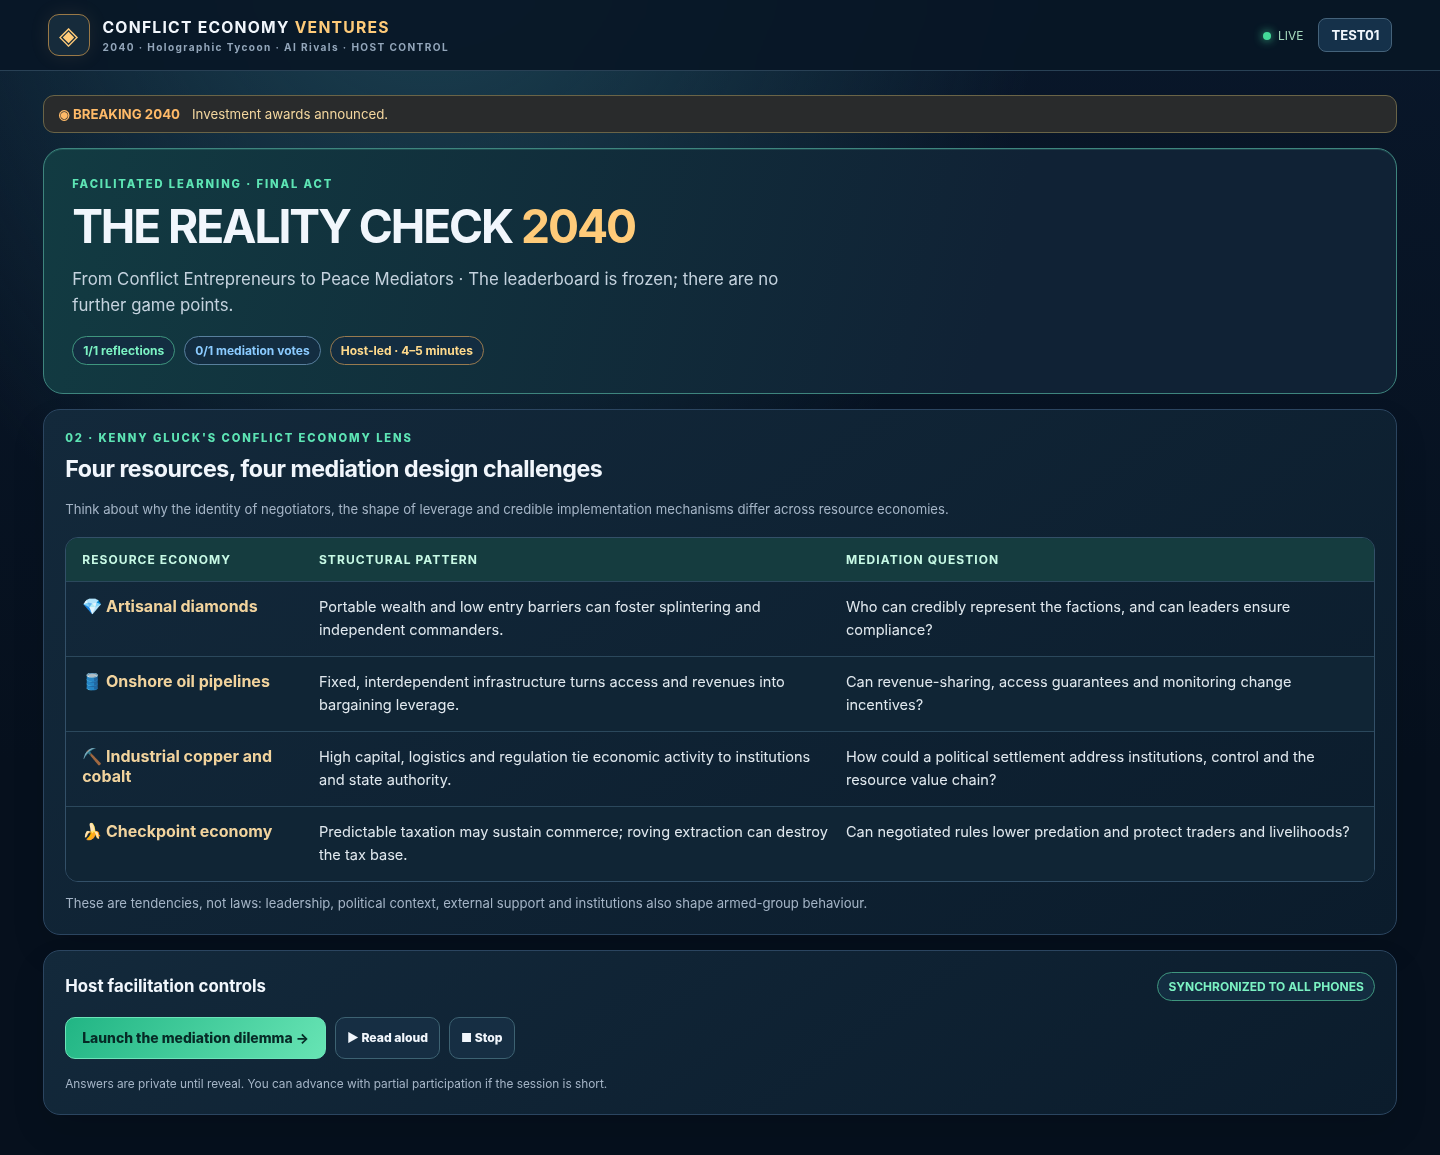 ◈
CONFLICT ECONOMY VENTURES
2040 · Holographic Tycoon · AI Rivals · HOST CONTROL
LIVE
TEST01
◉ BREAKING 2040 Investment awards announced.
FACILITATED LEARNING · FINAL ACT
THE REALITY CHECK 2040
From Conflict Entrepreneurs to Peace Mediators · The leaderboard is frozen; there are no
further game points.
1/1 reflections
0/1 mediation votes
Host-led · 4–5 minutes
02 · KENNY GLUCK'S CONFLICT ECONOMY LENS
Four resources, four mediation design challenges
Think about why the identity of negotiators, the shape of leverage and credible implementation mechanisms differ across resource economies.
RESOURCE ECONOMY
STRUCTURAL PATTERN
MEDIATION QUESTION
💎 Artisanal diamonds
Portable wealth and low entry barriers can foster splintering and
independent commanders.
Who can credibly represent the factions, and can leaders ensure
compliance?
🛢️ Onshore oil pipelines
Fixed, interdependent infrastructure turns access and revenues into
bargaining leverage.
Can revenue-sharing, access guarantees and monitoring change
incentives?
⛏️ Industrial copper and
cobalt
High capital, logistics and regulation tie economic activity to institutions
and state authority.
How could a political settlement address institutions, control and the
resource value chain?
🍌 Checkpoint economy
Predictable taxation may sustain commerce; roving extraction can destroy
the tax base.
Can negotiated rules lower predation and protect traders and livelihoods?
These are tendencies, not laws: leadership, political context, external support and institutions also shape armed-group behaviour.
Host facilitation controls
SYNCHRONIZED TO ALL PHONES
Launch the mediation dilemma →
▶ Read aloud
■ Stop
Answers are private until reveal. You can advance with partial participation if the session is short.